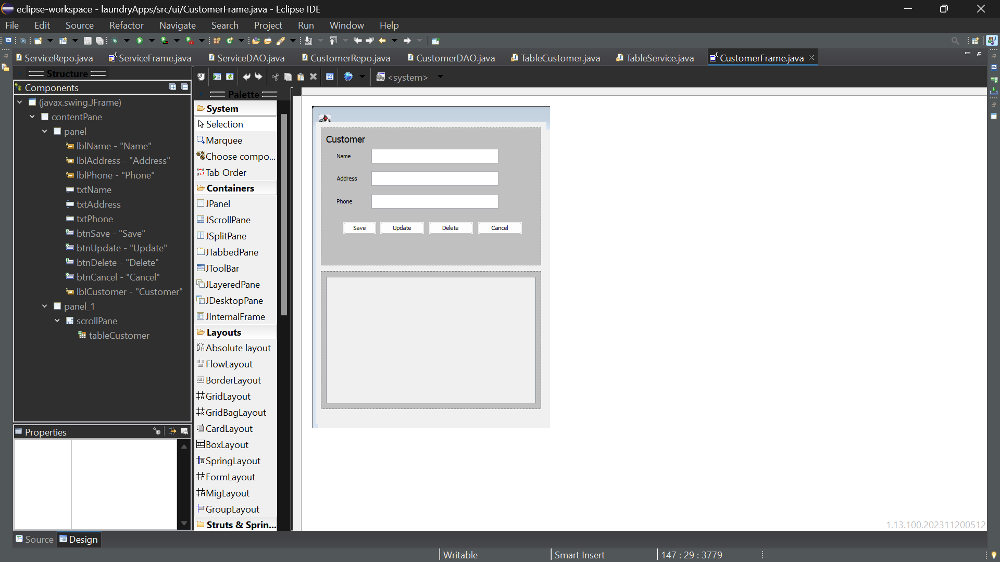 eclipse-workspace - laundryApps/src/ui/CustomerFrame.java - Eclipse IDE
File Edit Source Refactor Navigate Search Project Run Window Help
ServiceRepo.java ServiceFrame.java ServiceDAO.java CustomerRepo.java CustomerDAO.java TableCustomer.java TableService.java CustomerFrame.java
Structure
<system>
Components
Palette
(javax.swing.JFrame)
contentPane
panel
lblName - "Name"
lblAddress - "Address"
lblPhone - "Phone"
txtName
txtAddress
txtPhone
btnSave - "Save"
btnUpdate - "Update"
btnDelete - "Delete"
btnCancel - "Cancel"
lblCustomer - "Customer"
panel_1
scrollPane
tableCustomer
Properties
System
Selection
Marquee
Choose compo...
Tab Order
Containers
JPanel
JScrollPane
JSplitPane
JTabbedPane
JToolBar
JLayeredPane
JDesktopPane
JInternalFrame
Layouts
Absolute layout
FlowLayout
BorderLayout
GridLayout
GridBagLayout
CardLayout
BoxLayout
SpringLayout
FormLayout
MigLayout
GroupLayout
Struts & Sprin...
Customer
Name
Address
Phone
Save Update Delete Cancel
1.13.100.202311200512
Source Design
Writable Smart Insert 147 : 29 : 3779